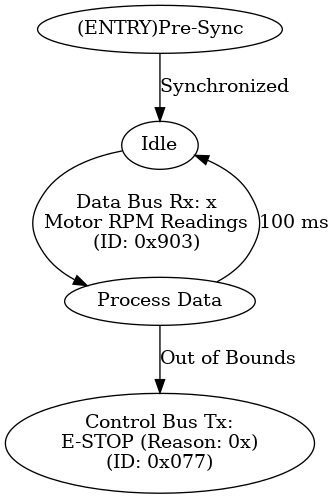 (ENTRY)Pre-Sync
Synchronized
Idle
Data Bus Rx: x
Motor RPM Readings
(ID: 0x903)
100 ms
Process Data
Out of Bounds
Control Bus Tx:
E-STOP (Reason: 0x)
(ID: 0x077)